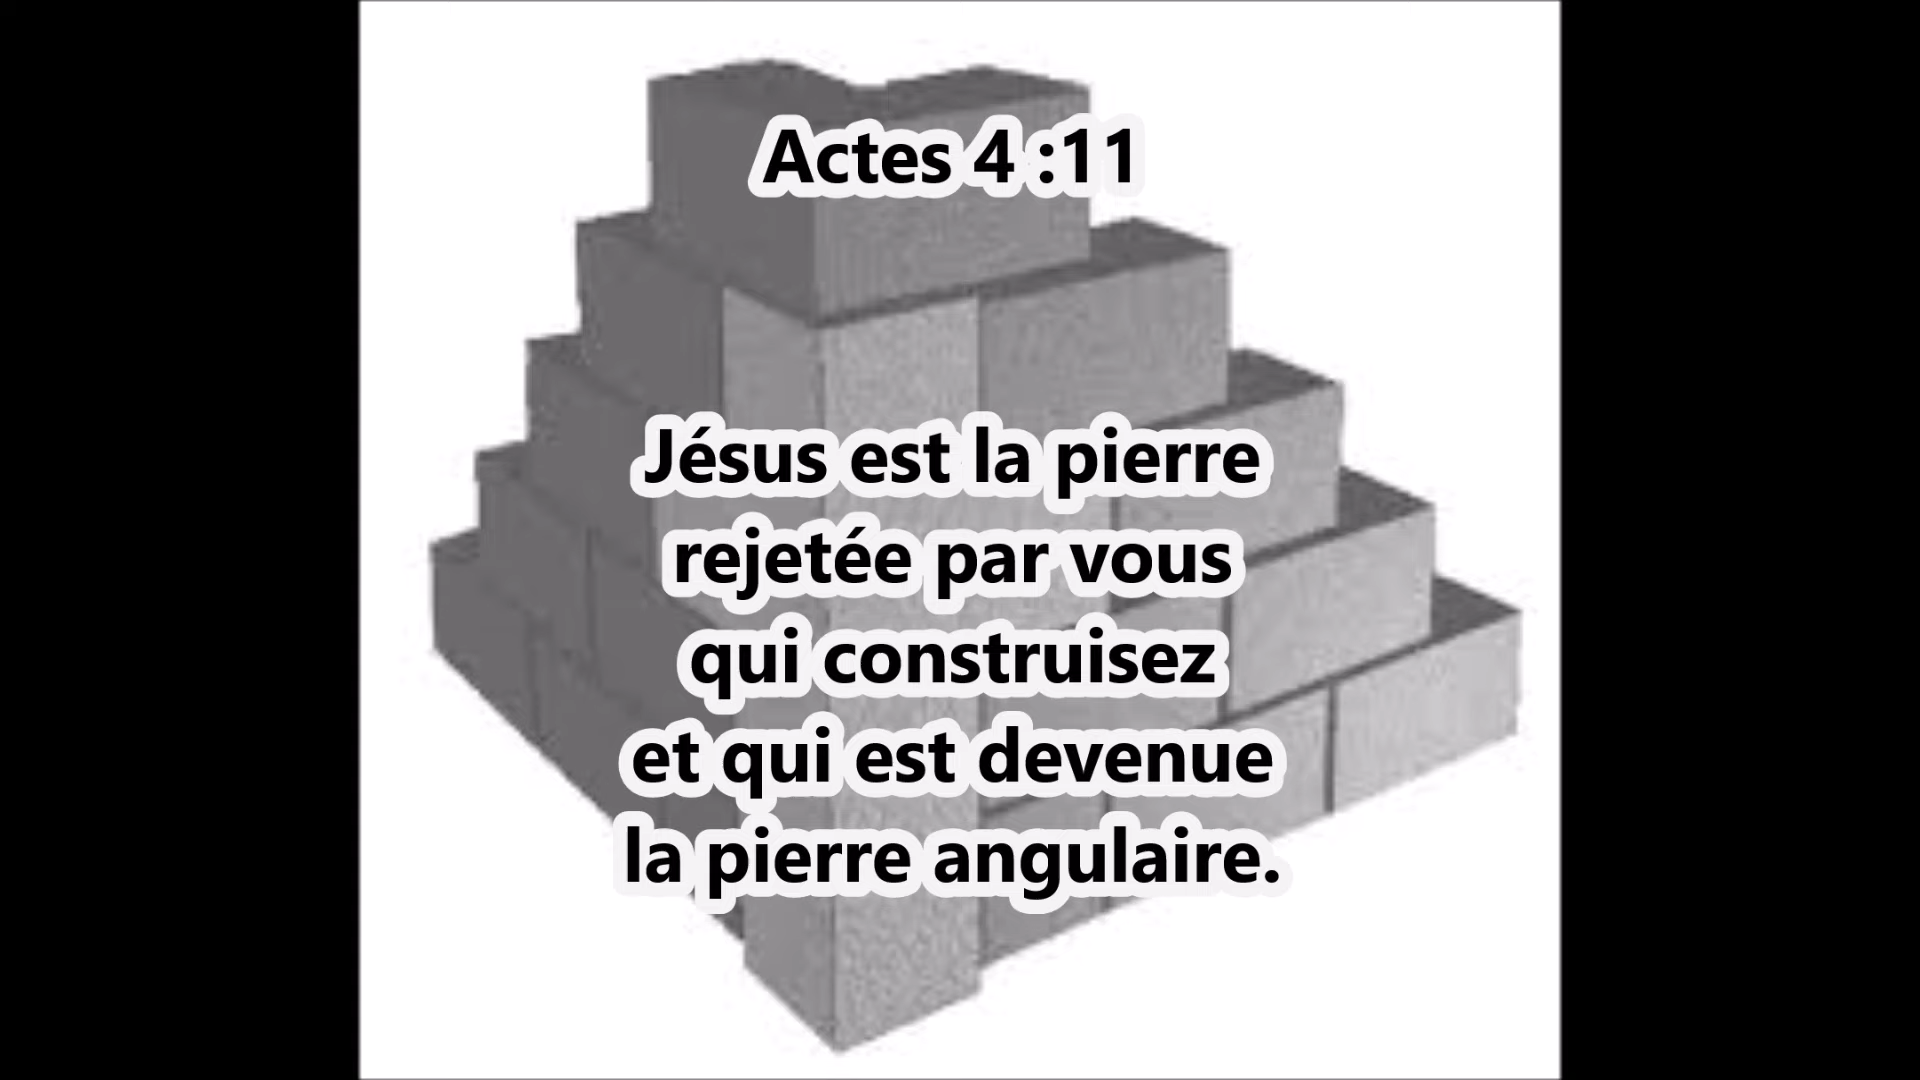 Actes 4 :11
Jésus est la pierre
rejetée par vous
qui construisez
et qui est devenue
la pierre angulaire.